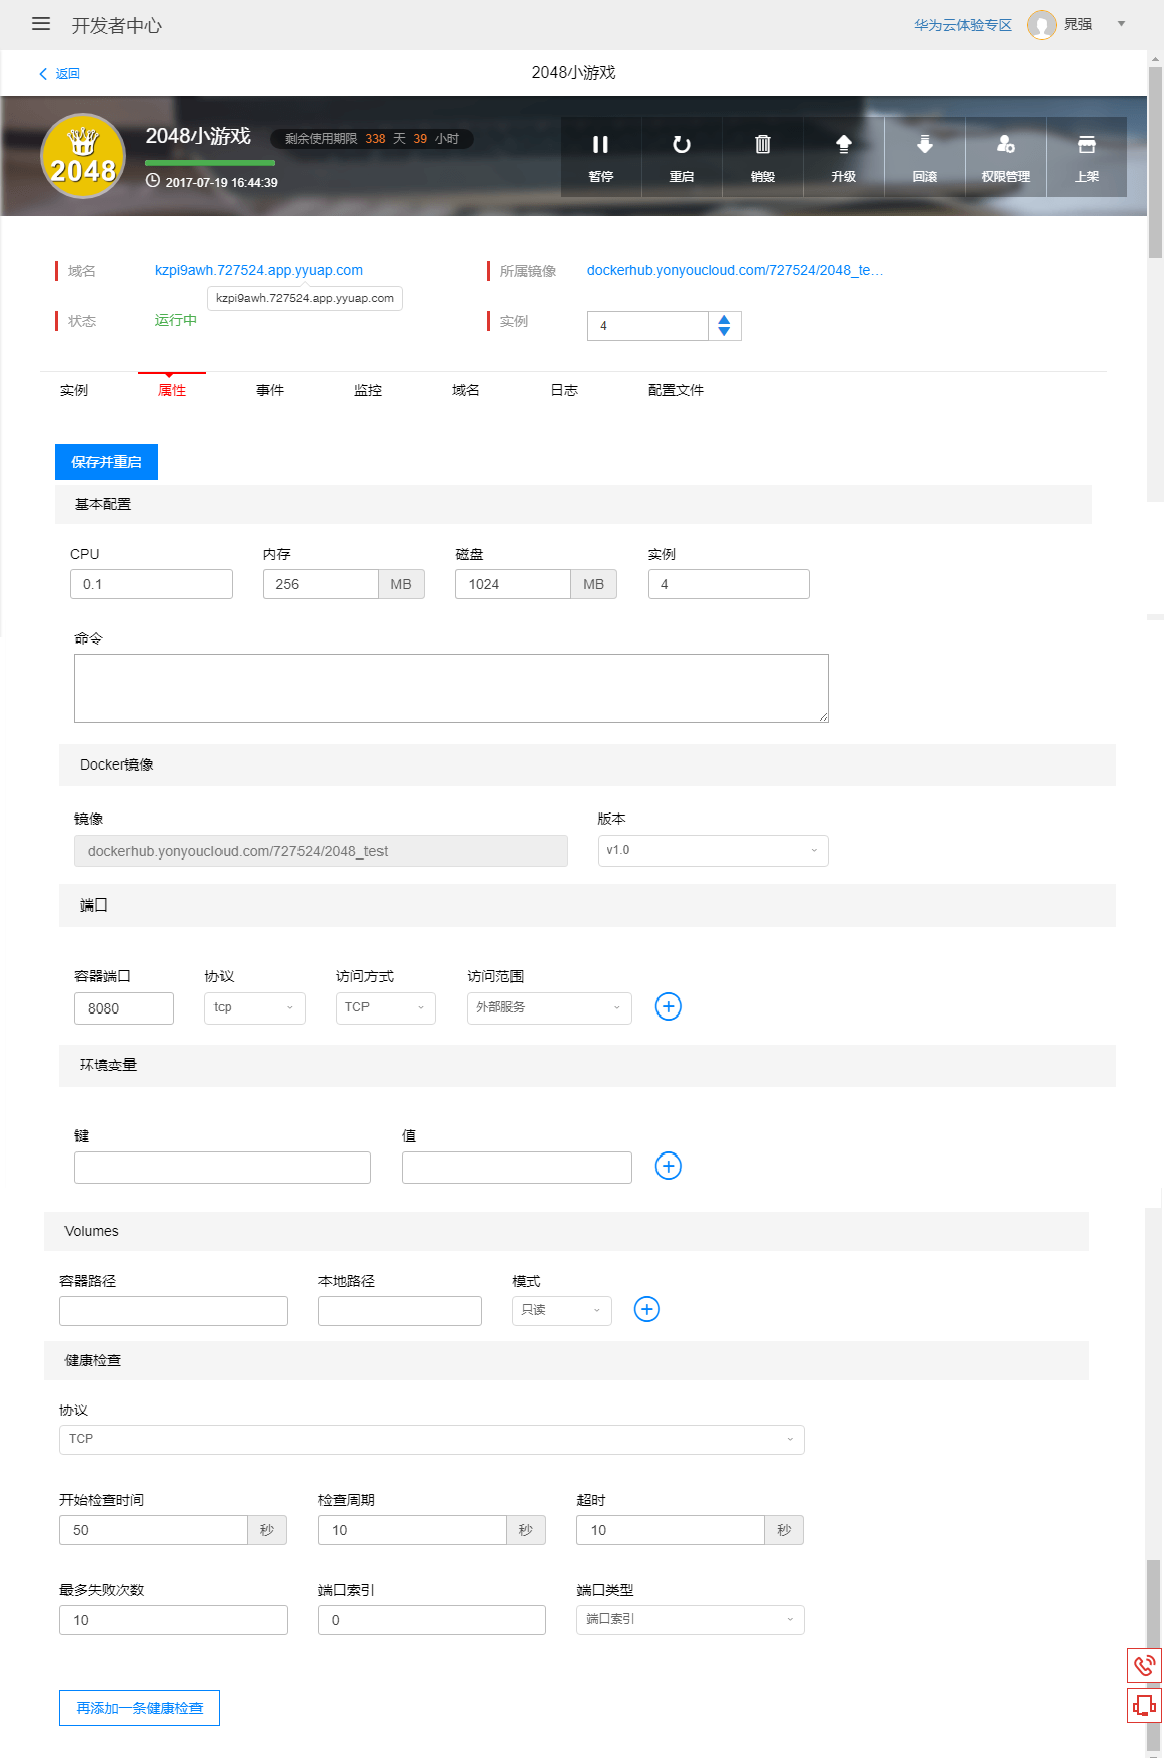 开发者中心
华为云体验专区 晁强
返回
2048小游戏
2048
2048小游戏 剩余使用期限 338 天 39 小时
2017-07-19 16:44:39
暂停 重启 销毁 升级 回滚 权限管理 上架
域名 kzpi9awh.727524.app.yyuap.com 所属镜像 dockerhub.yonyoucloud.com/727524/2048_te...
kzpi9awh.727524.app.yyuap.com
状态 运行中 实例 4
实例 属性 事件 监控 域名 日志 配置文件
保存并重启
基本配置
CPU 内存 磁盘 实例
0.1 256 MB 1024 MB 4
命令
Docker镜像
镜像 版本
dockerhub.yonyoucloud.com/727524/2048_test v1.0
端口
容器端口 协议 访问方式 访问范围
8080 tcp TCP 外部服务
环境变量
键 值
Volumes
容器路径 本地路径 模式
只读
健康检查
协议
TCP
开始检查时间 检查周期 超时
50 秒 10 秒 10 秒
最多失败次数 端口索引 端口类型
10 0 端口索引
再添加一条健康检查